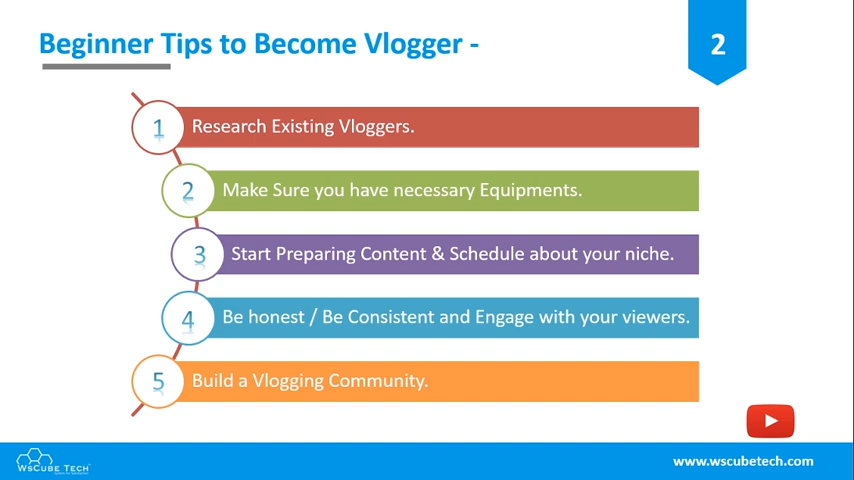 Beginner Tips to Become Vlogger -
2
1
Research Existing Vloggers.
2
Make Sure you have necessary Equipments.
3
Start Preparing Content & Schedule about your niche.
4
Be honest / Be Consistent and Engage with your viewers.
5
Build a Vlogging Community.
WsCube Tech
www.wscubetech.com